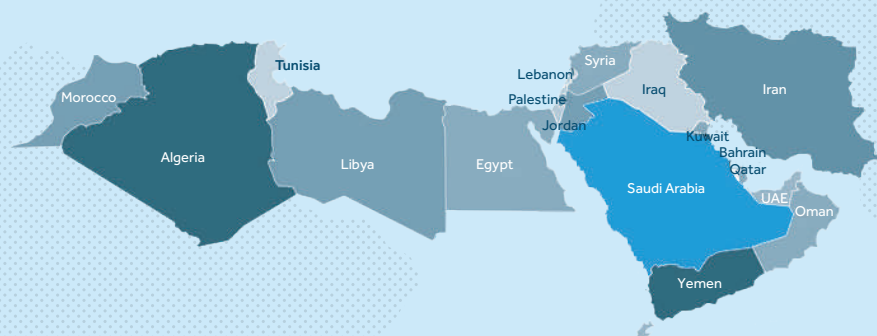 Morocco
Algeria
Tunisia
Libya
Egypt
Lebanon
Syria
Palestine
Jordan
Iraq
Iran
Kuwait
Bahrain
Qatar
Saudi Arabia
UAE
Oman
Yemen